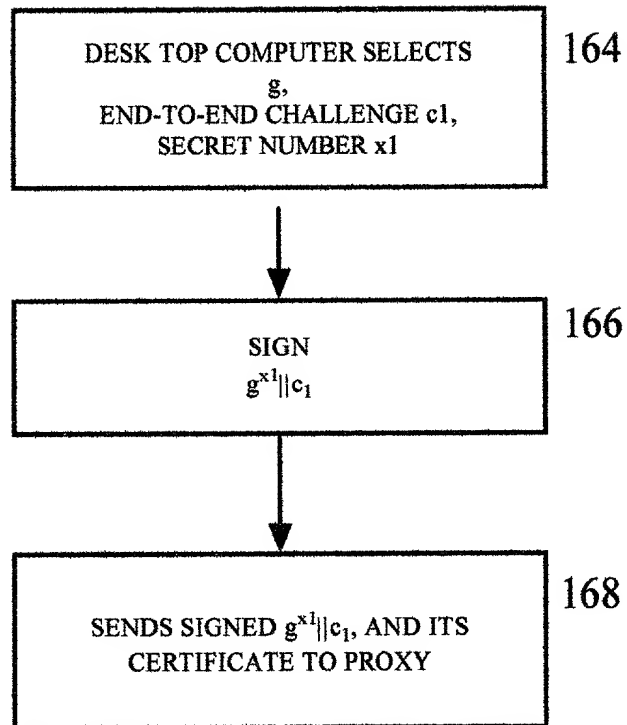 DESK TOP COMPUTER SELECTS
164
g,
END-TO-END CHALLENGE c1,
SECRET NUMBER x1
166
SIGN
g^x1||c₁
168
SENDS SIGNED g^x1||c₁, AND ITS
CERTIFICATE TO PROXY